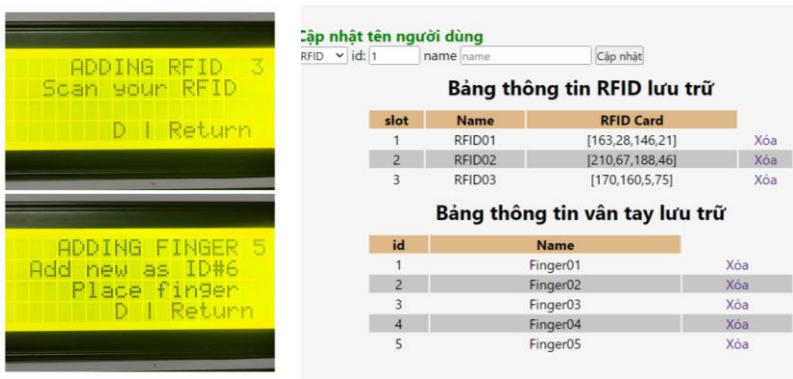 ADDING RFID 3
Scan your RFID
D | Return
ADDING FINGER 5
Add new as ID#6
Place finger
D | Return
Cập nhật tên người dùng
RFID id: 1 name name Cập nhật
Bảng thông tin RFID lưu trữ
slot Name RFID Card
1 RFID01 [163,28,146,21] Xóa
2 RFID02 [210,67,188,46] Xóa
3 RFID03 [170,160,5,75] Xóa
Bảng thông tin vân tay lưu trữ
id Name
1 Finger01 Xóa
2 Finger02 Xóa
3 Finger03 Xóa
4 Finger04 Xóa
5 Finger05 Xóa